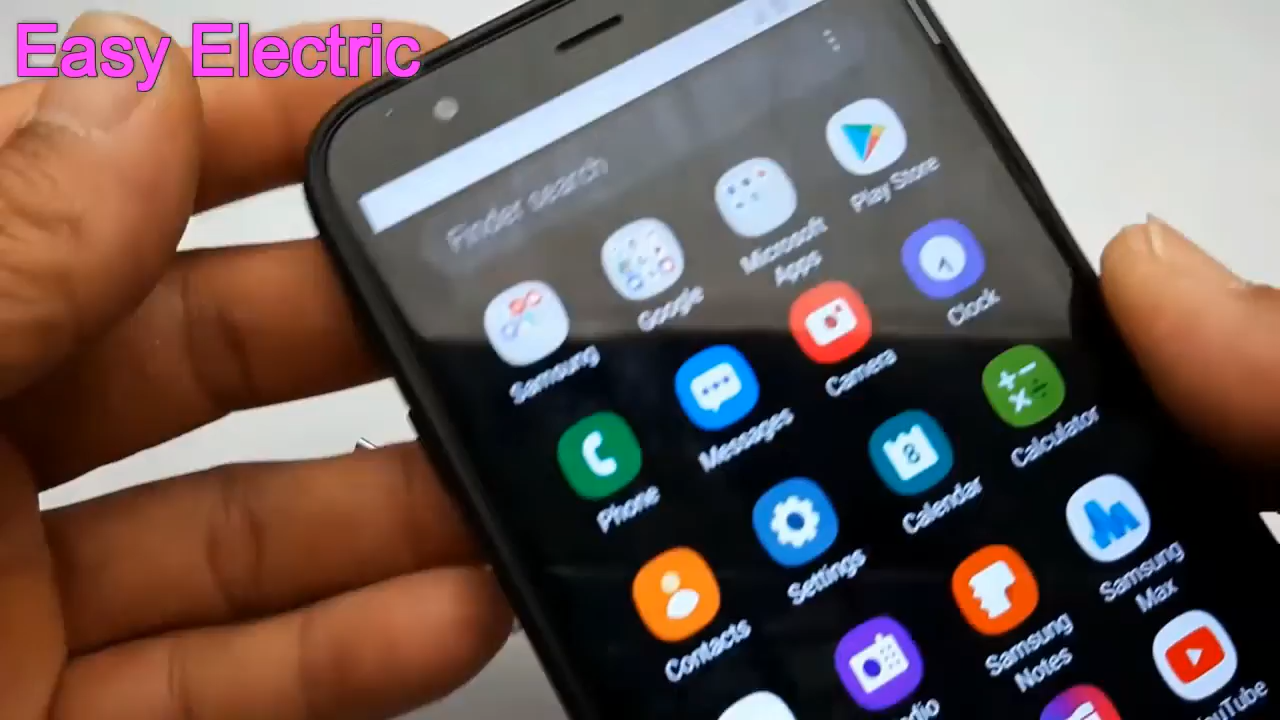 Easy Electric
Finder search
Samsung
Google
Microsoft
Apps
Play Store
Phone
Messages
Camera
Clock
Contacts
Settings
Calendar
8
Calculator
Samsung
Notes
Samsung
Max